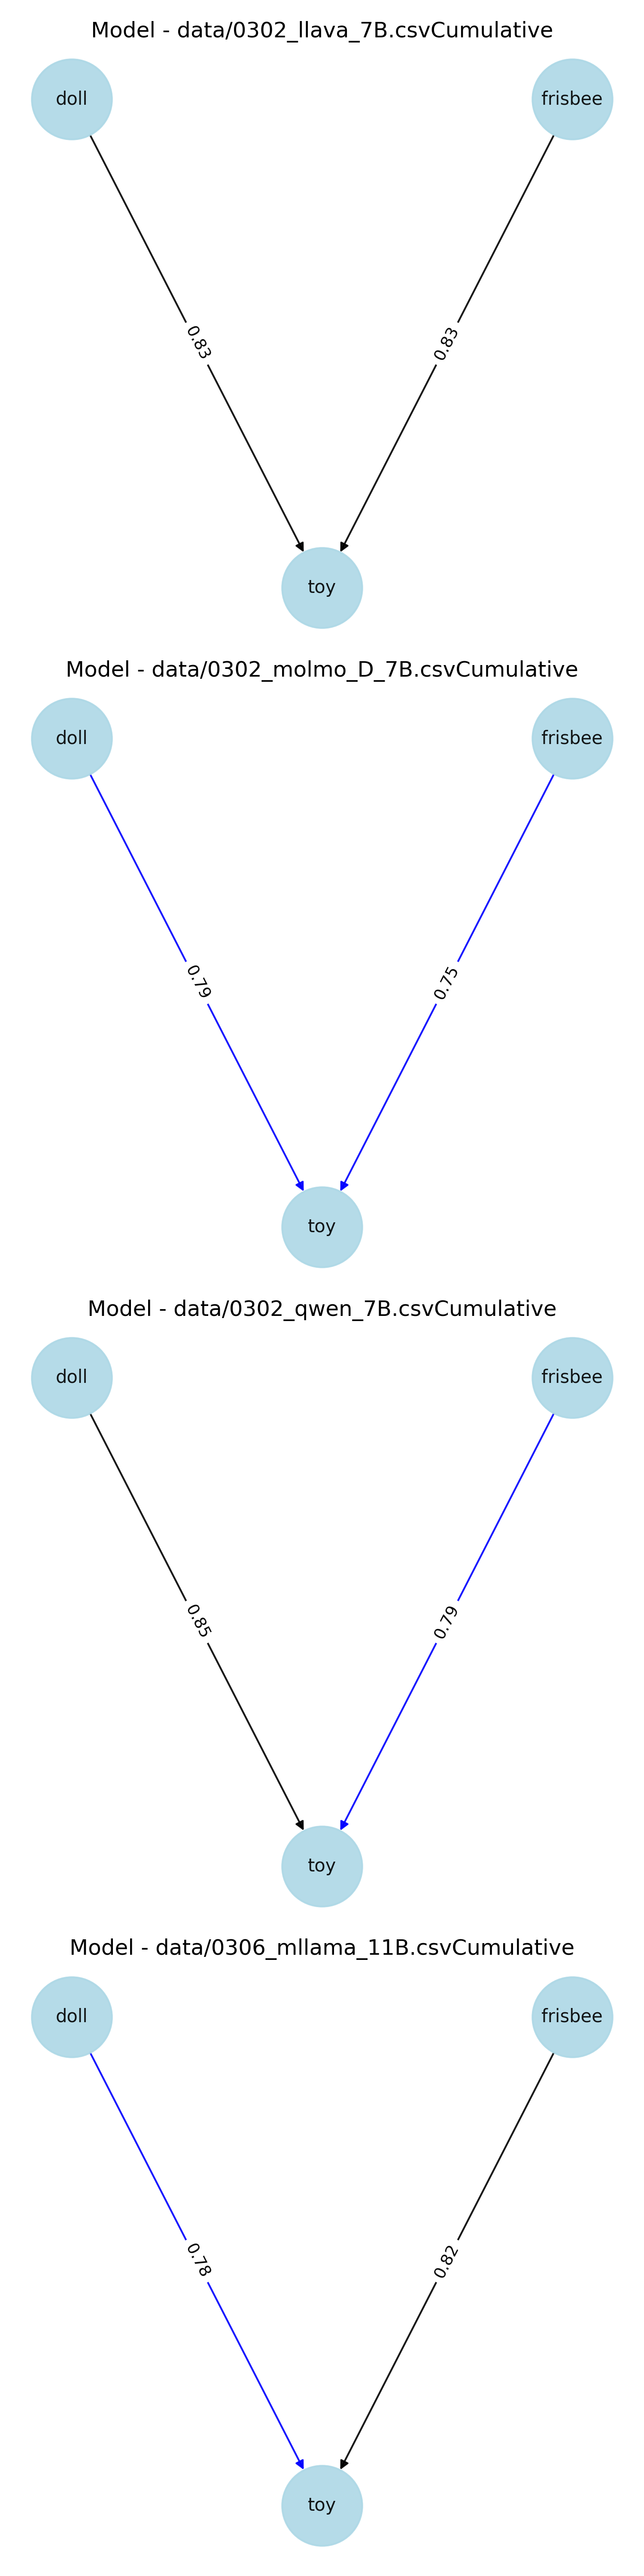 Model - data/0302_llava_7B.csvCumulative
doll
frisbee
0.83
0.83
toy
Model - data/0302_molmo_D_7B.csvCumulative
doll
frisbee
0.79
0.75
toy
Model - data/0302_qwen_7B.csvCumulative
doll
frisbee
0.85
0.79
toy
Model - data/0306_mllama_11B.csvCumulative
doll
frisbee
0.78
0.82
toy